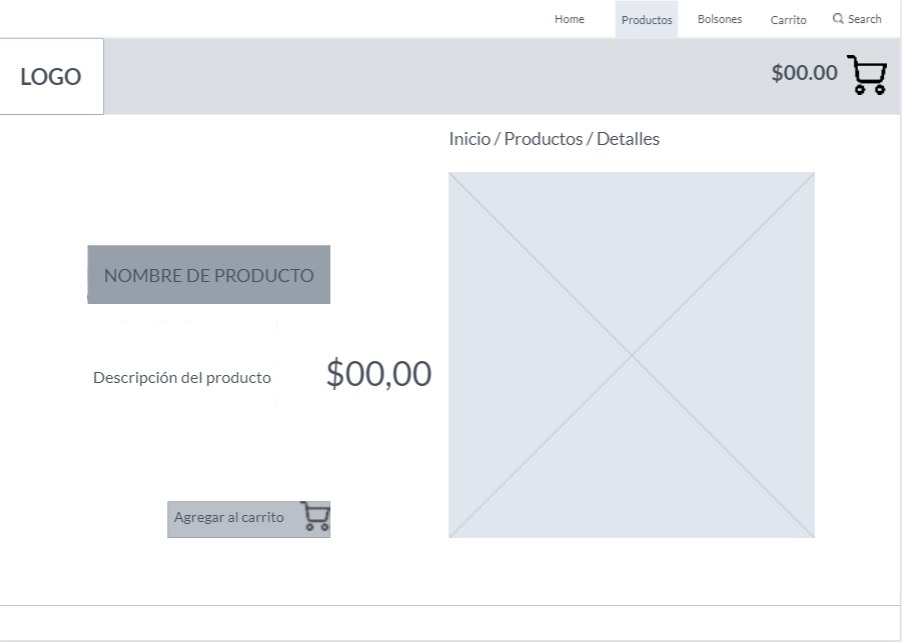 Home Productos Bolsones Carrito Search
LOGO
$00.00
Inicio / Productos / Detalles
NOMBRE DE PRODUCTO
Descripción del producto
$00,00
Agregar al carrito